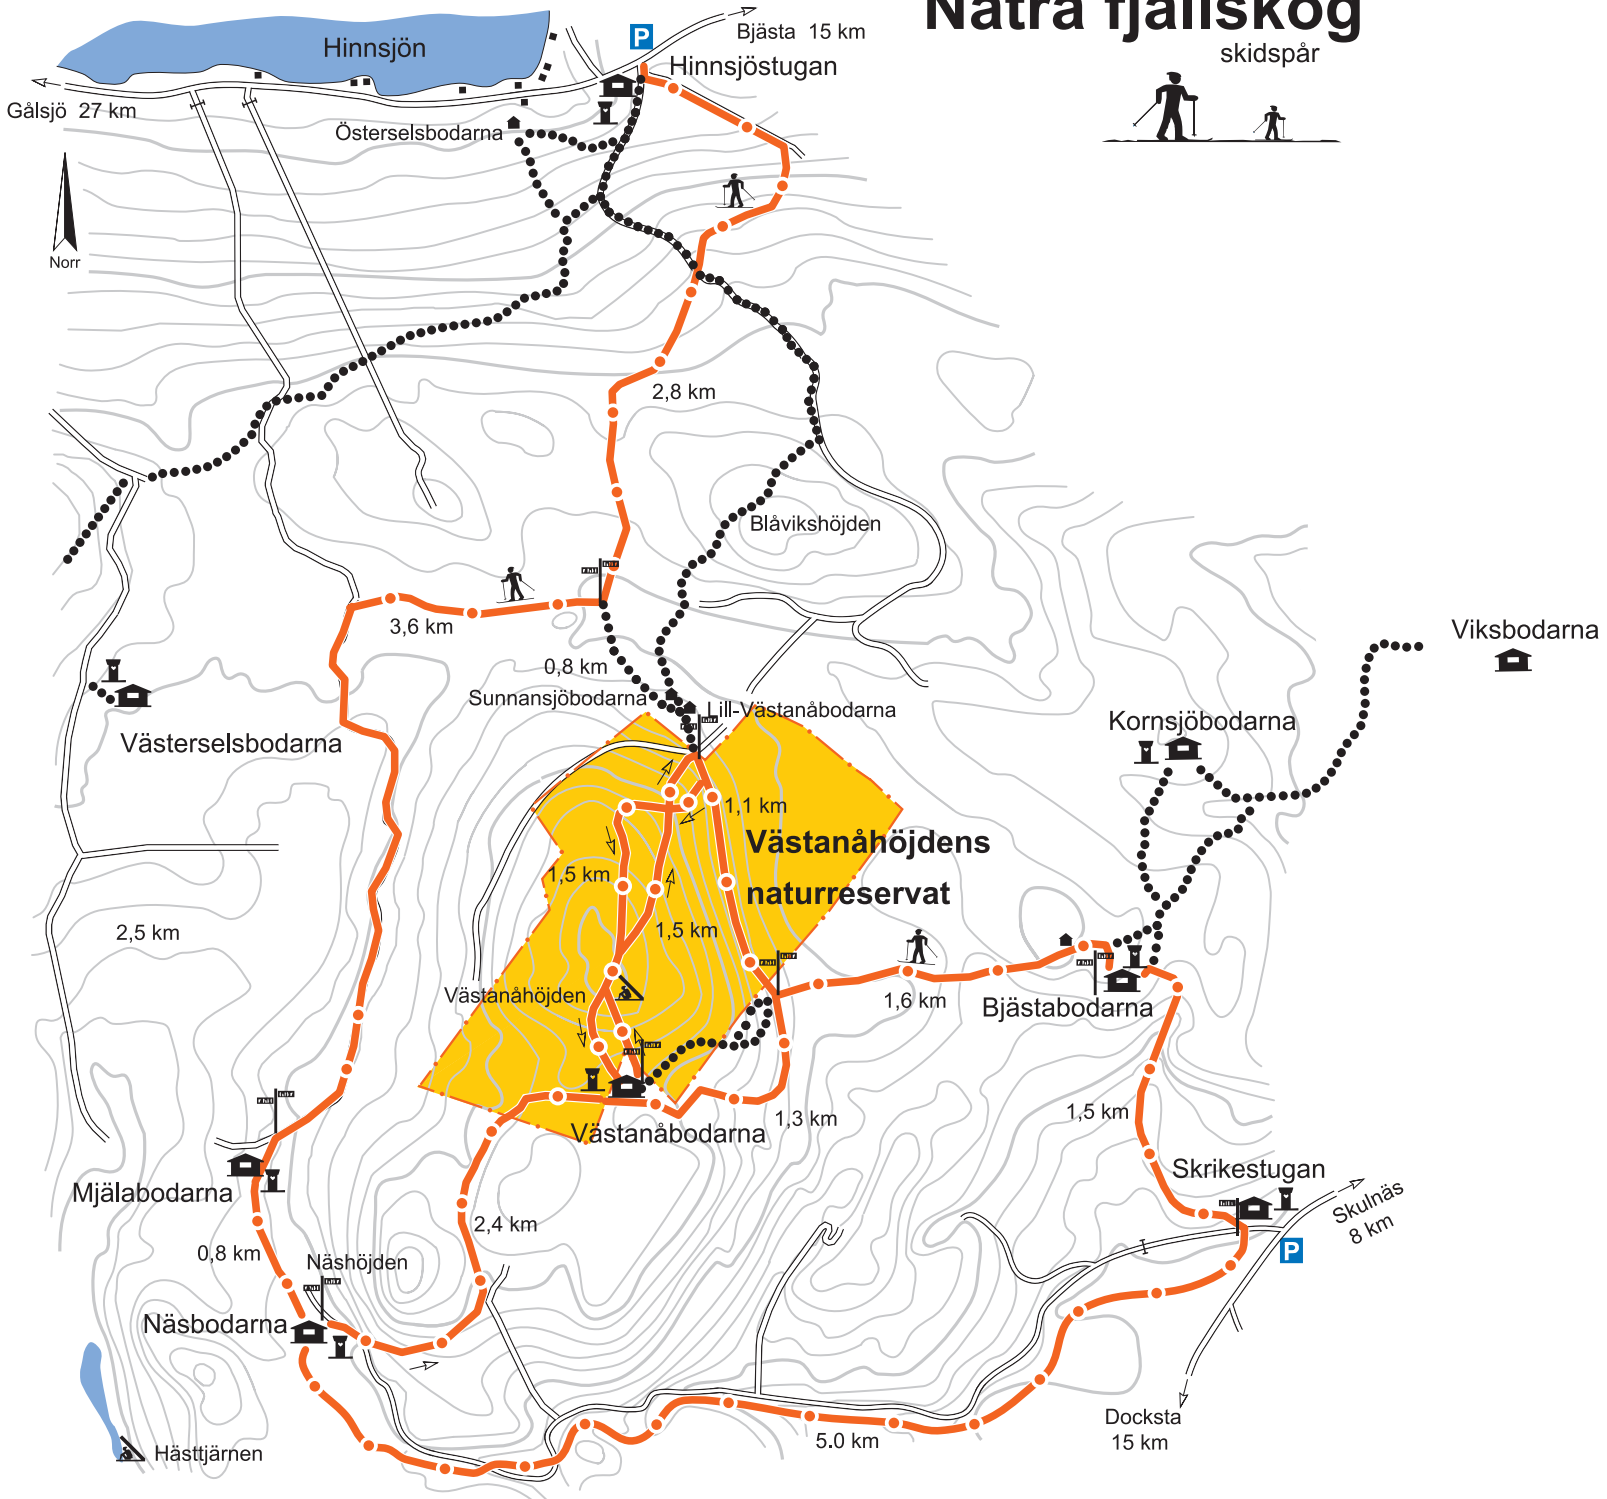 Nätra fjällskog
skidspår
P
Bjästa 15 km
Hinnsjön
Hinnsjöstugan
Gålsjö 27 km
Österselsbodarna
Norr
2,8 km
Blåvikshöjden
3,6 km
0,8 km
Sunnansjöbodarna
Lill-Västanåbodarna
Viksbodarna
Kornsjöbodarna
Västerselsbodarna
1,1 km
Västanåhöjdens
naturreservat
1,5 km
1,5 km
2,5 km
Västanåhöjden
1,6 km
Bjästabodarna
1,3 km
Västanåbodarna
1,5 km
Skrikestugan
Skulnäs
8 km
P
Mjälabodarna
2,4 km
0,8 km
Näshöjden
Näsbodarna
Docksta
15 km
5.0 km
Hästtjärnen